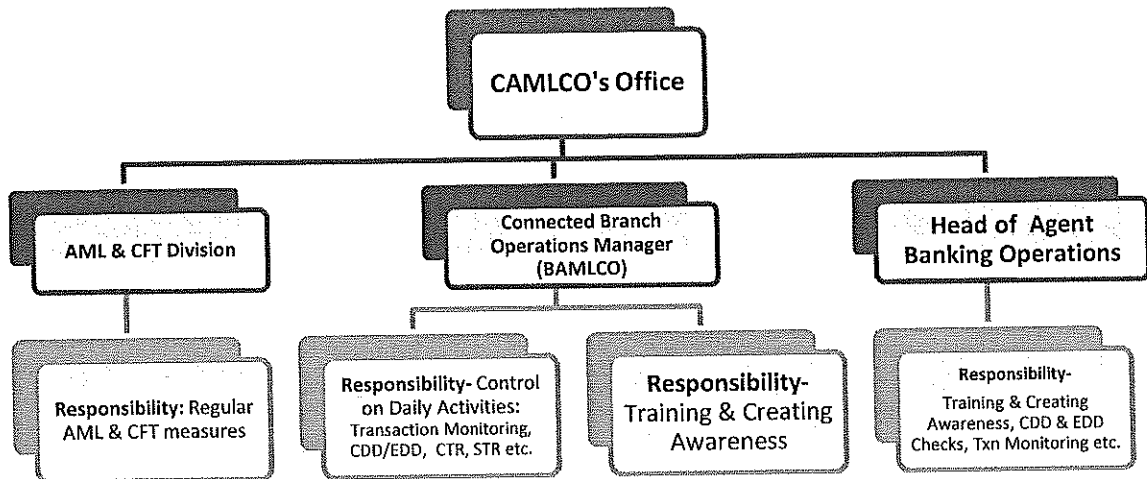 CAMLCO's Office
AML & CFT Division
Connected Branch
Operations Manager
(BAMLCO)
Head of Agent
Banking Operations
Responsibility: Regular
AML & CFT measures
Responsibility- Control
on Daily Activities:
Transaction Monitoring,
CDD/EDD, CTR, STR etc.
Responsibility-
Training & Creating
Awareness
Responsibility-
Training & Creating
Awareness, CDD & EDD
Checks, Txn Monitoring etc.